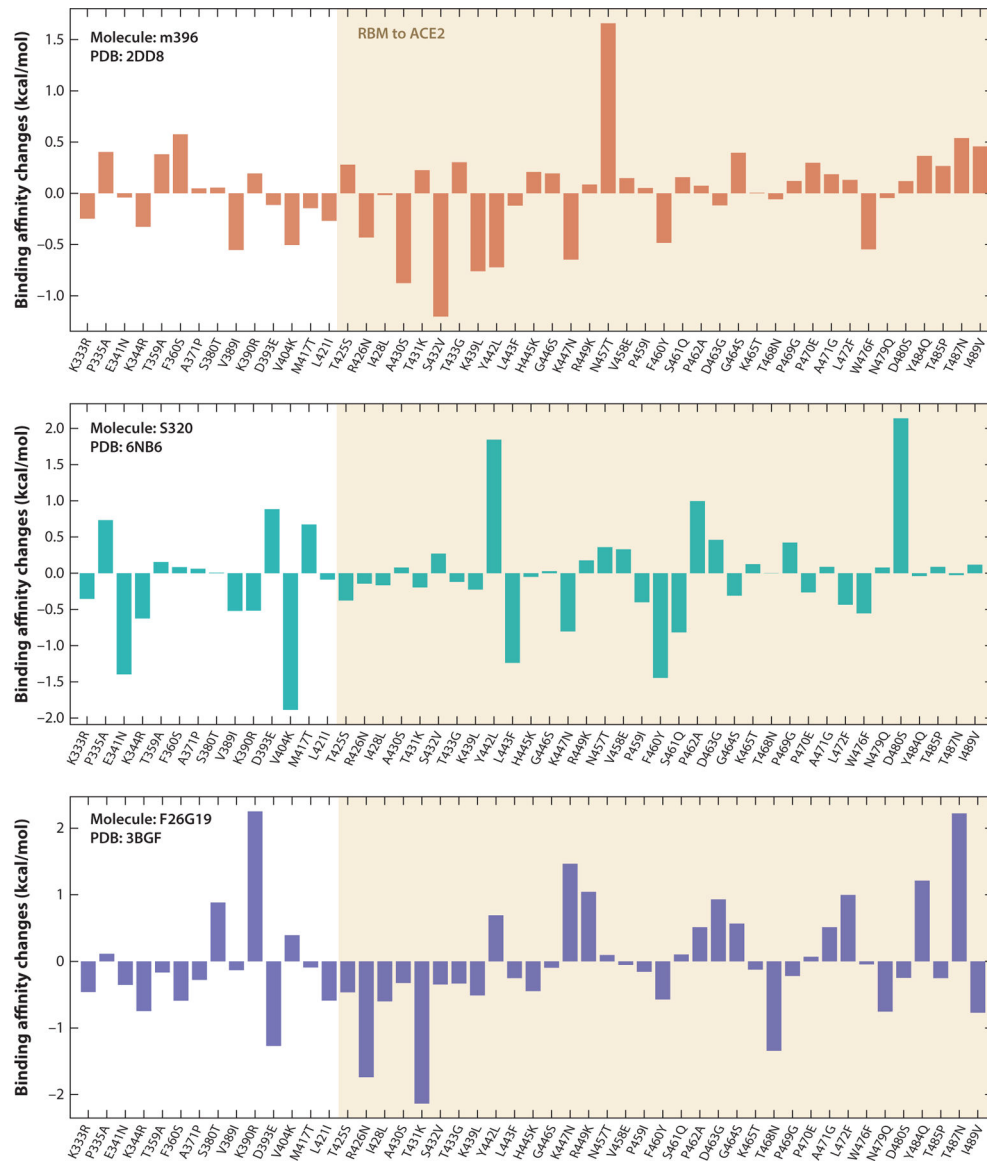 Molecule: m396
PDB: 2DD8
RBM to ACE2
Binding affinity changes (kcal/mol)
1.5
1.0
0.5
0.0
−0.5
−1.0
K333R P335A E341N K344R T359A F360S A371P S380T V389I K390R D393E V404K M417T L421I T425S R426N I428L A430S T431K S432V T433G K439L Y442L L443F H445K G446S K447N R449K N457T V458E P459I F460Y S461Q P462A D463G G464S K465T T468N P469G P470E A471G L472F W476F N479Q D480S Y484Q T485P T487N I489V
Molecule: S320
PDB: 6NB6
Binding affinity changes (kcal/mol)
2.0
1.5
1.0
0.5
0.0
−0.5
−1.0
−1.5
−2.0
K333R P335A E341N K344R T359A F360S A371P S380T V389I K390R D393E V404K M417T L421I T425S R426N I428L A430S T431K S432V T433G K439L Y442L L443F H445K G446S K447N R449K N457T V458E P459I F460Y S461Q P462A D463G G464S K465T T468N P469G P470E A471G L472F W476F N479Q D480S Y484Q T485P T487N I489V
Molecule: F26G19
PDB: 3BGF
Binding affinity changes (kcal/mol)
2
1
0
−1
−2
K333R P335A E341N K344R T359A F360S A371P S380T V389I K390R D393E V404K M417T L421I T425S R426N I428L A430S T431K S432V T433G K439L Y442L L443F H445K G446S K447N R449K N457T V458E P459I F460Y S461Q P462A D463G G464S K465T T468N P469G P470E A471G L472F W476F N479Q D480S Y484Q T485P T487N I489V